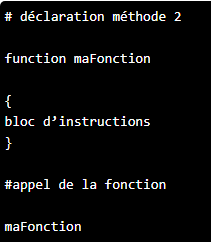 # déclaration méthode 2
function maFonction
{
bloc d’instructions
}
#appel de la fonction
maFonction